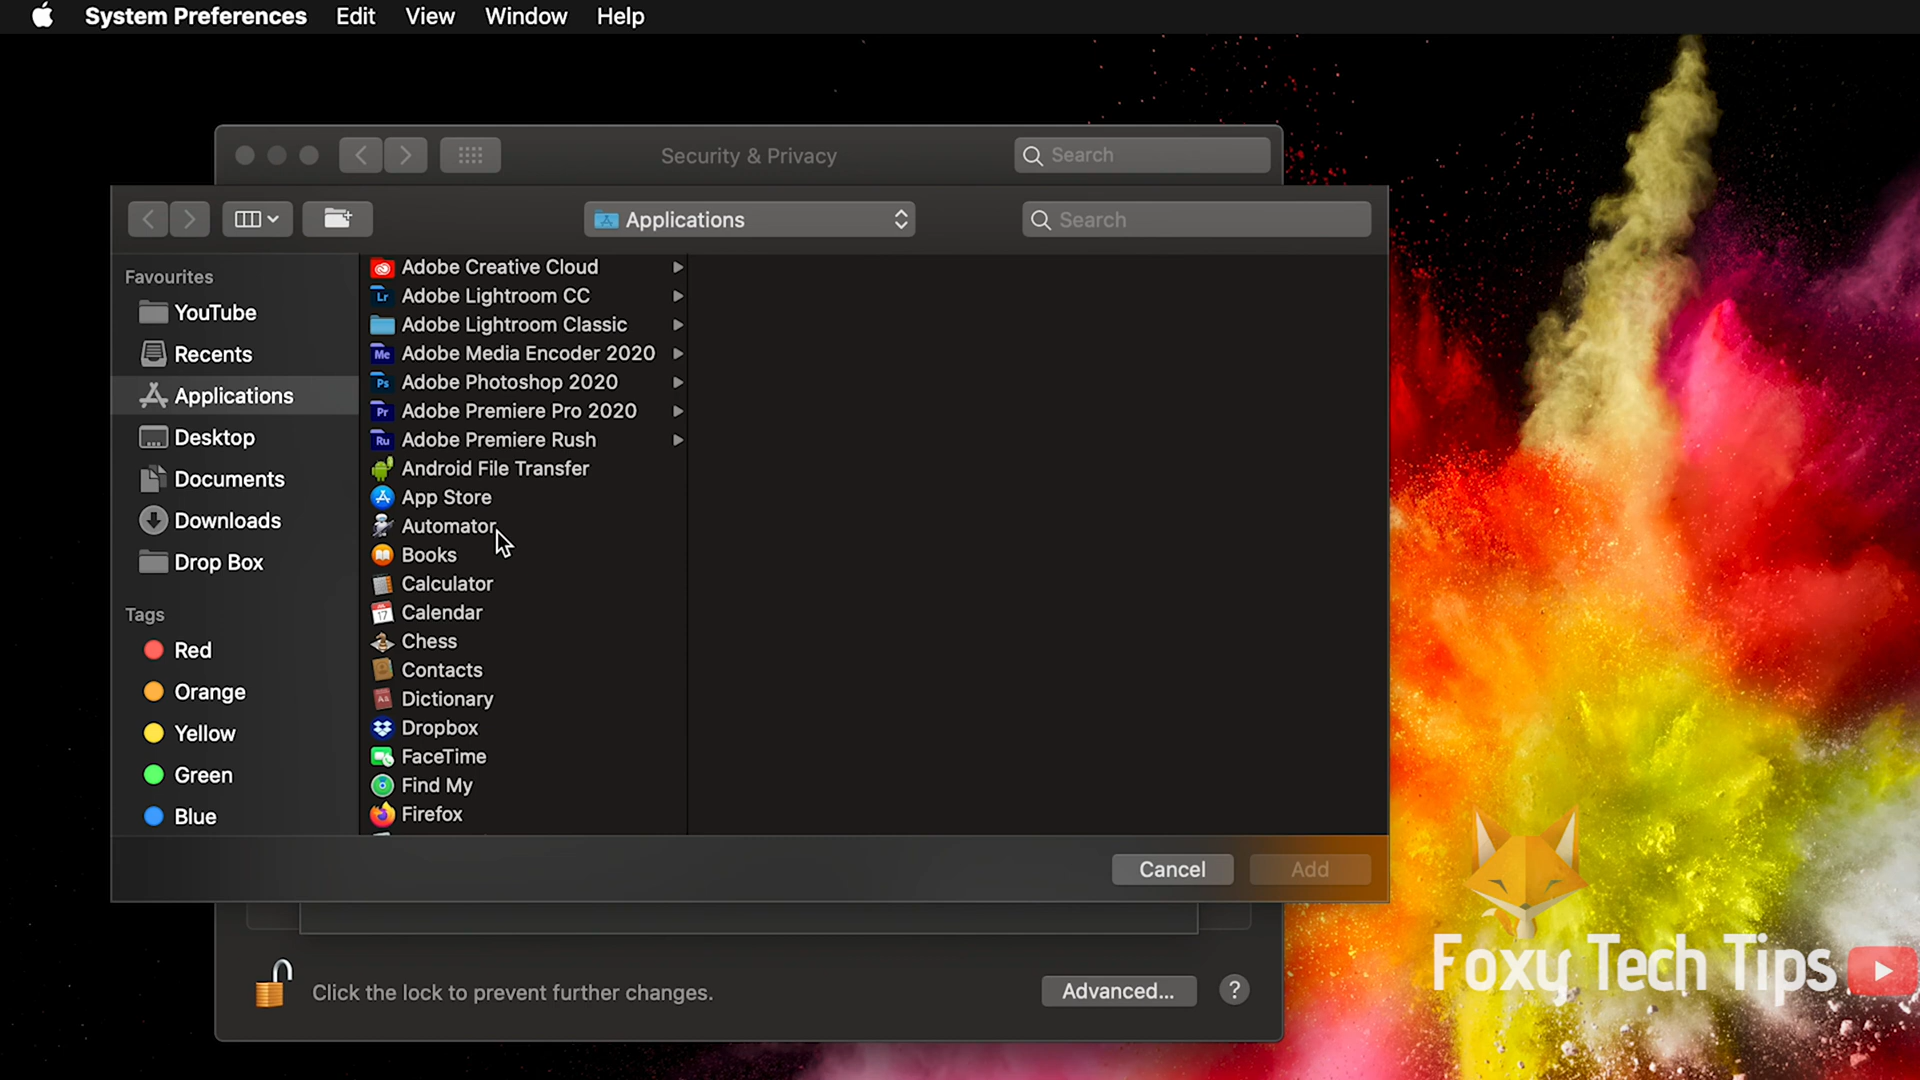 System Preferences Edit View Window Help
Security & Privacy
Search
Applications
Search
Favourites
YouTube
Recents
Applications
Desktop
Documents
Downloads
Drop Box
Tags
Red
Orange
Yellow
Green
Blue
Adobe Creative Cloud
Adobe Lightroom CC
Adobe Lightroom Classic
Adobe Media Encoder 2020
Adobe Photoshop 2020
Adobe Premiere Pro 2020
Adobe Premiere Rush
Android File Transfer
App Store
Automator
Books
Calculator
Calendar
Chess
Contacts
Dictionary
Dropbox
FaceTime
Find My
Firefox
Cancel
Add
Click the lock to prevent further changes.
Advanced...
?
Foxy Tech Tips